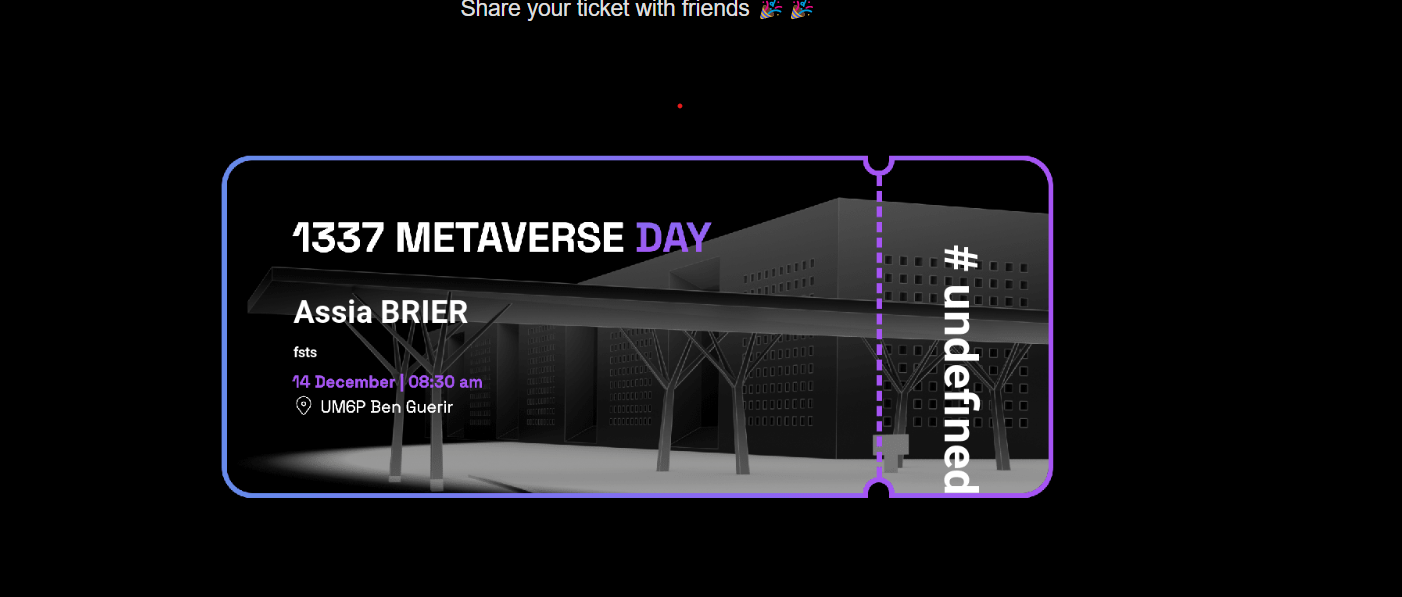 Share your ticket with friends 🎉 🎉
1337 METAVERSE DAY
Assia BRIER
fsts
14 December | 08:30 am
UM6P Ben Guerir
# undefined